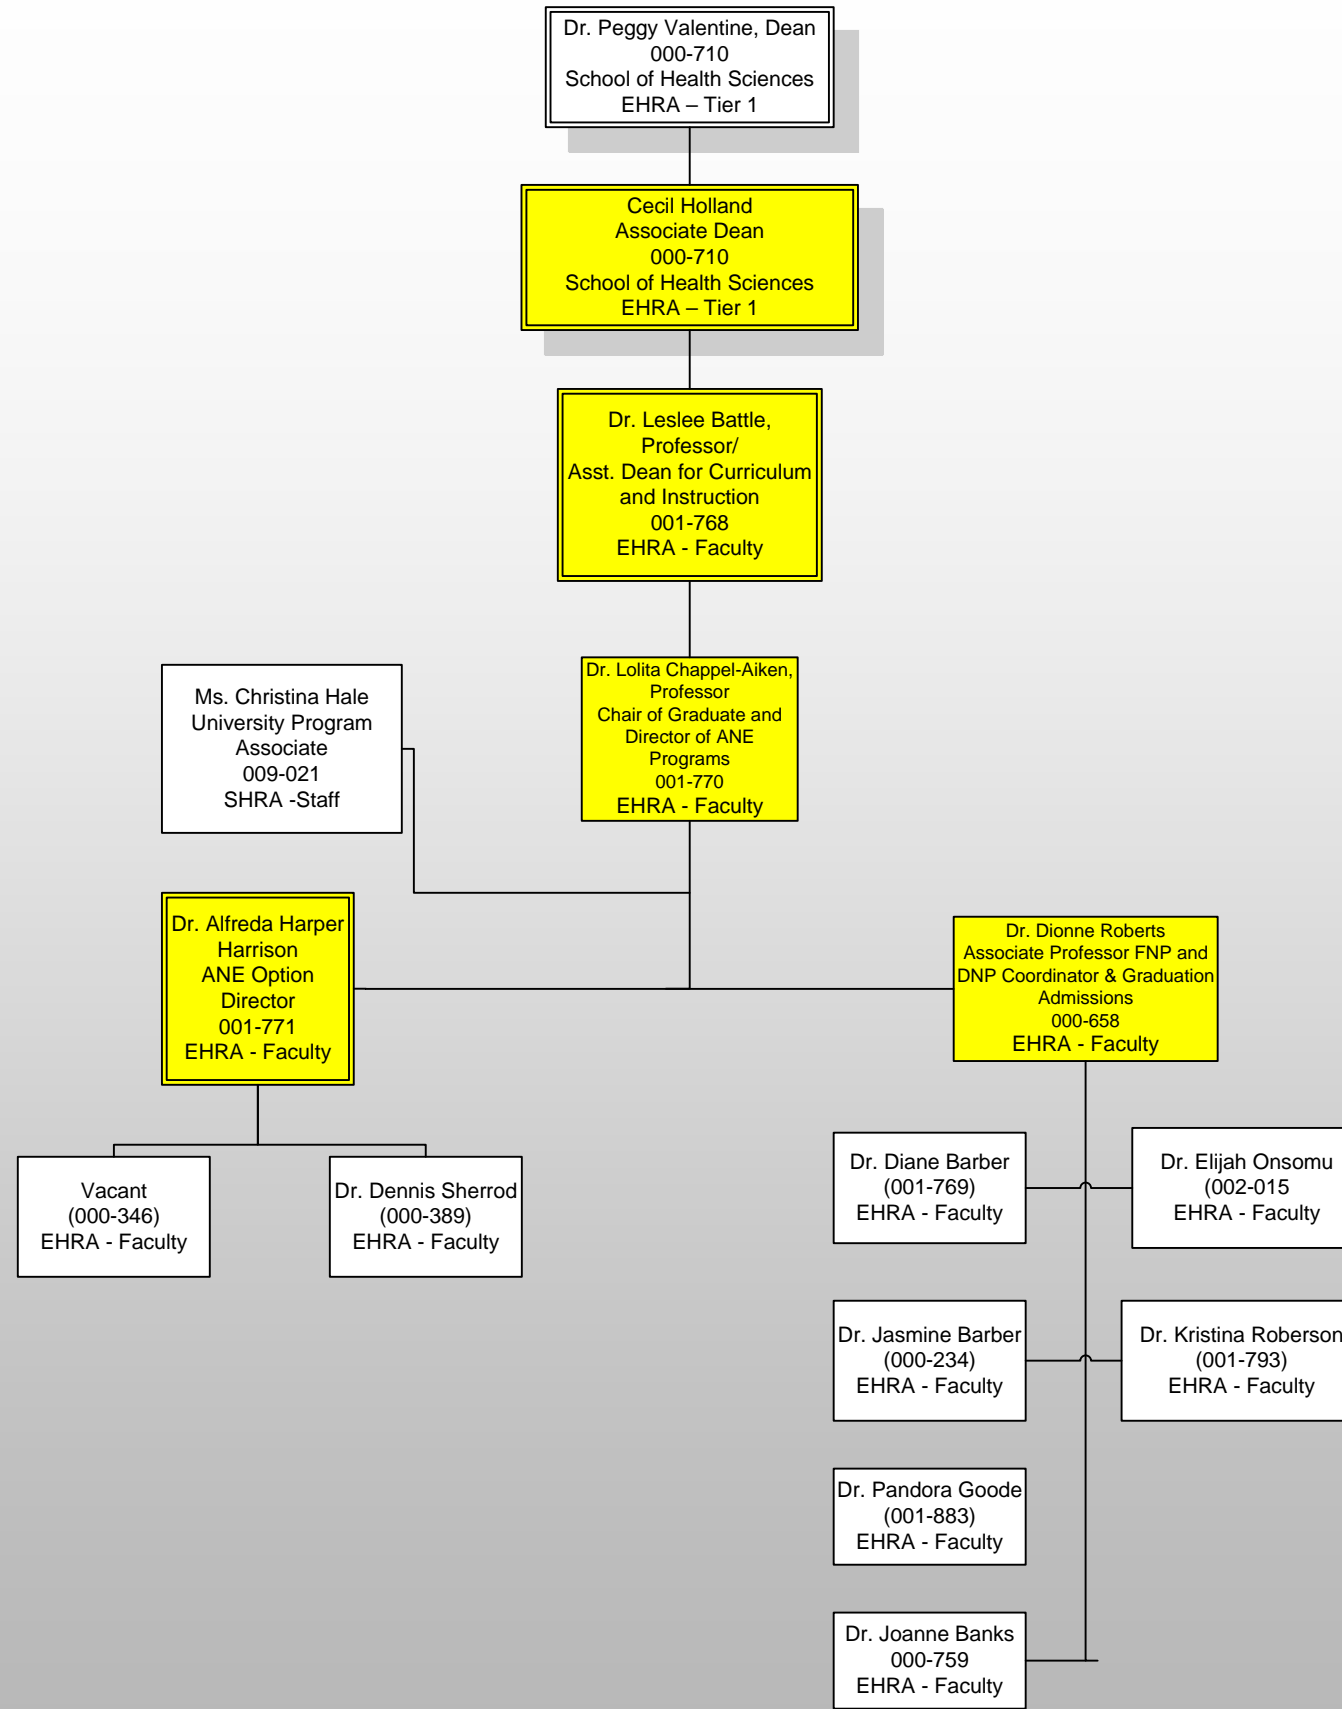 Dr. Peggy Valentine, Dean
000-710
School of Health Sciences
EHRA – Tier 1
Cecil Holland
Associate Dean
000-710
School of Health Sciences
EHRA – Tier 1
Dr. Leslee Battle,
Professor/
Asst. Dean for Curriculum
and Instruction
001-768
EHRA - Faculty
Ms. Christina Hale
University Program
Associate
009-021
SHRA -Staff
Dr. Lolita Chappel-Aiken,
Professor
Chair of Graduate and
Director of ANE
Programs
001-770
EHRA - Faculty
Dr. Alfreda Harper
Harrison
ANE Option
Director
001-771
EHRA - Faculty
Dr. Dionne Roberts
Associate Professor FNP and
DNP Coordinator & Graduation
Admissions
000-658
EHRA - Faculty
Vacant
(000-346)
EHRA - Faculty
Dr. Dennis Sherrod
(000-389)
EHRA - Faculty
Dr. Diane Barber
(001-769)
EHRA - Faculty
Dr. Elijah Onsomu
(002-015
EHRA - Faculty
Dr. Jasmine Barber
(000-234)
EHRA - Faculty
Dr. Kristina Roberson
(001-793)
EHRA - Faculty
Dr. Pandora Goode
(001-883)
EHRA - Faculty
Dr. Joanne Banks
000-759
EHRA - Faculty